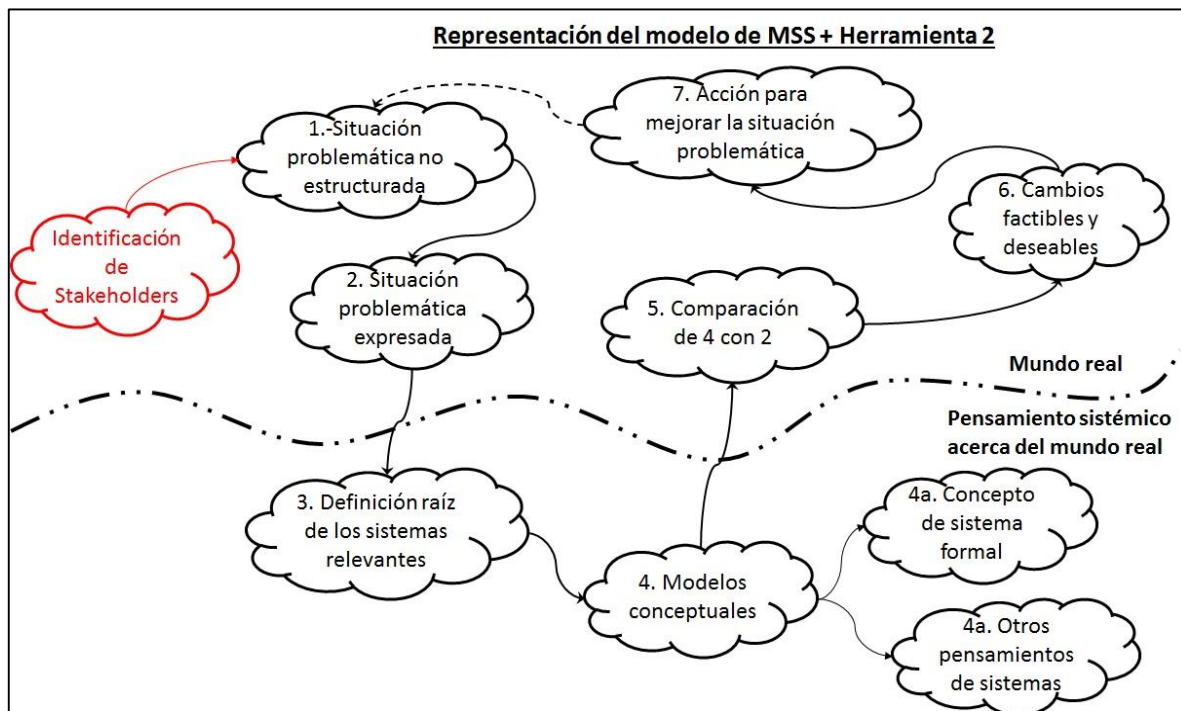 Representación del modelo de MSS + Herramienta 2
1.-Situación
problemática no
estructurada
7. Acción para
mejorar la situación
problemática
6. Cambios
factibles y
deseables
Identificación
de
Stakeholders
2. Situación
problemática
expresada
5. Comparación
de 4 con 2
Mundo real
Pensamiento sistémico
acerca del mundo real
3. Definición raíz
de los sistemas
relevantes
4. Modelos
conceptuales
4a. Concepto
de sistema
formal
4a. Otros
pensamientos
de sistemas